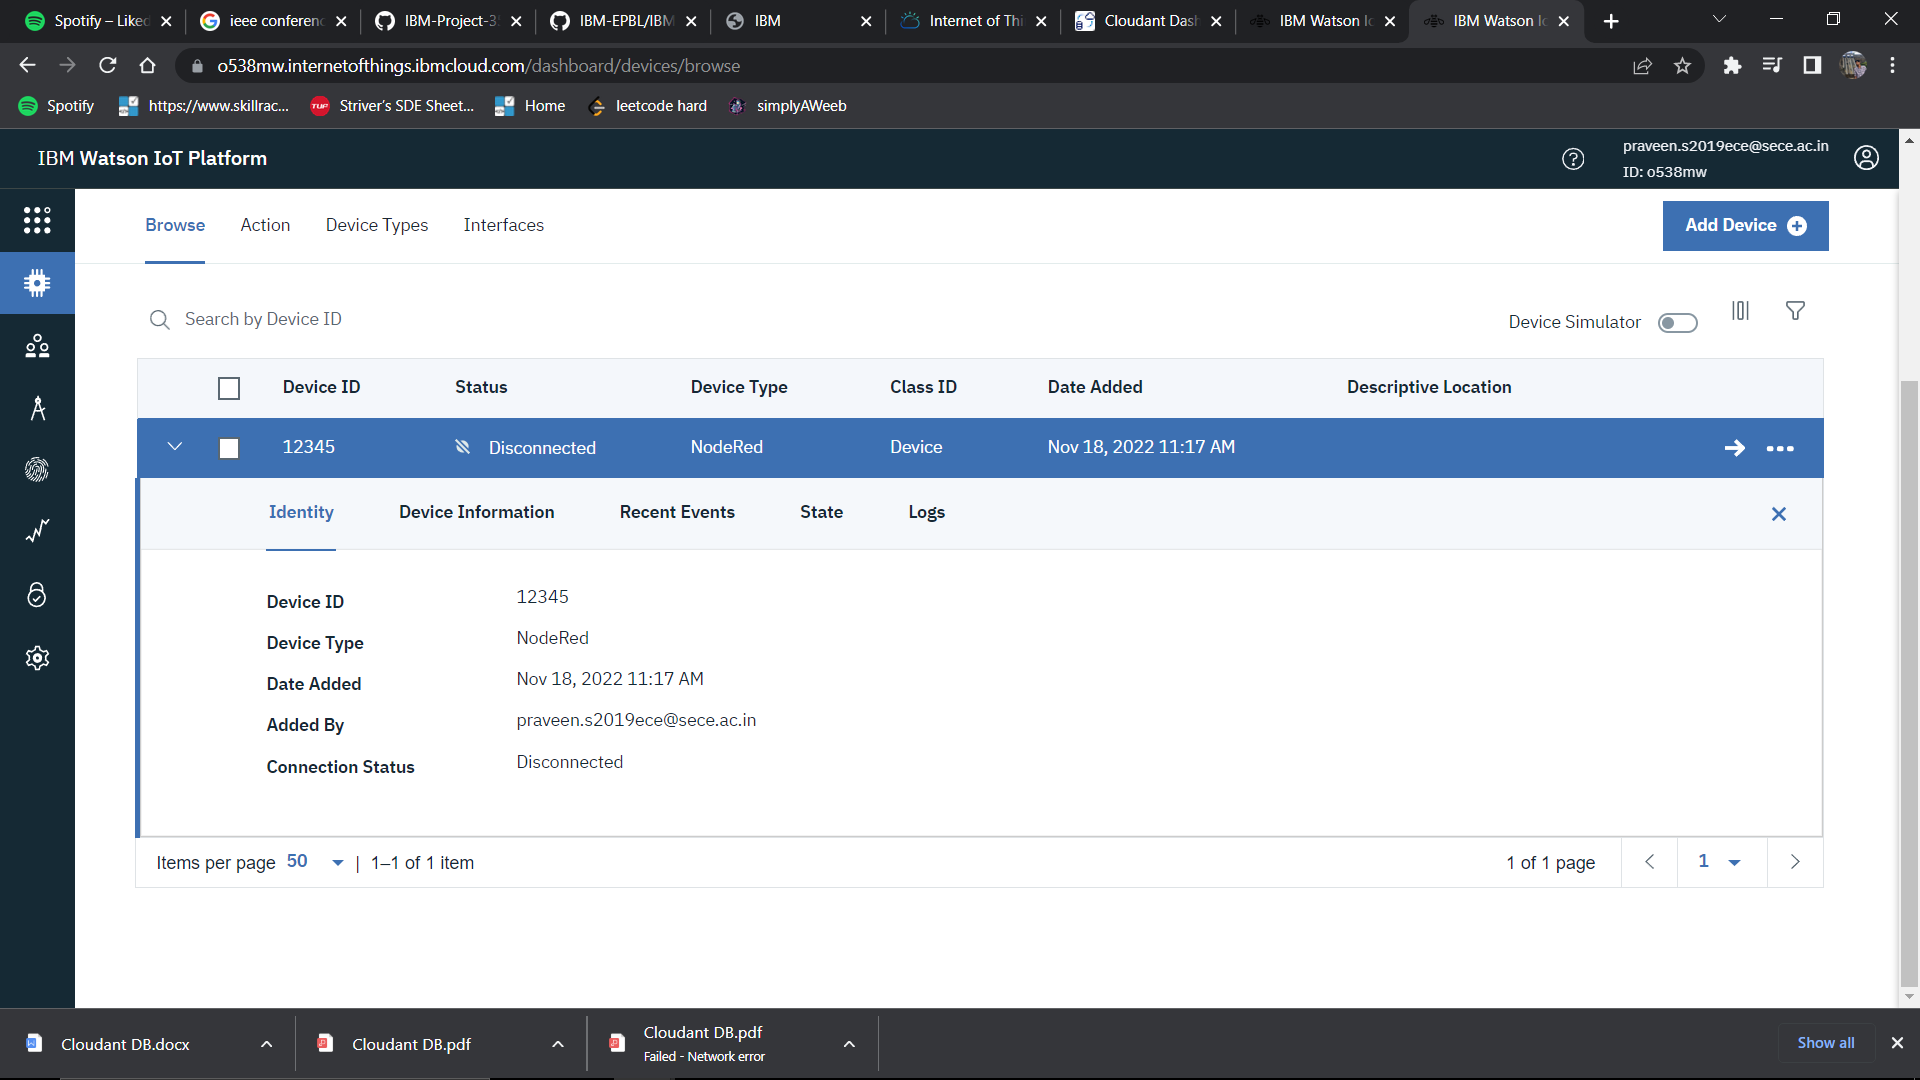 Spotify – Liked
ieee conferenc
IBM-Project-3
IBM-EPBL/IBM
IBM
Internet of Thi
Cloudant Dash
IBM Watson Io
IBM Watson Io
o538mw.internetofthings.ibmcloud.com/dashboard/devices/browse
Spotify
https://www.skillrac...
TUF
Striver's SDE Sheet...
Home
leetcode hard
simplyAWeeb
IBM Watson IoT Platform
praveen.s2019ece@sece.ac.in
ID: o538mw
Browse
Action
Device Types
Interfaces
Add Device
Search by Device ID
Device Simulator
Device ID
Status
Device Type
Class ID
Date Added
Descriptive Location
12345
Disconnected
NodeRed
Device
Nov 18, 2022 11:17 AM
Identity
Device Information
Recent Events
State
Logs
Device ID
12345
Device Type
NodeRed
Date Added
Nov 18, 2022 11:17 AM
Added By
praveen.s2019ece@sece.ac.in
Connection Status
Disconnected
Items per page 50 | 1–1 of 1 item
1 of 1 page
1
Cloudant DB.docx
Cloudant DB.pdf
Cloudant DB.pdf
Failed - Network error
Show all